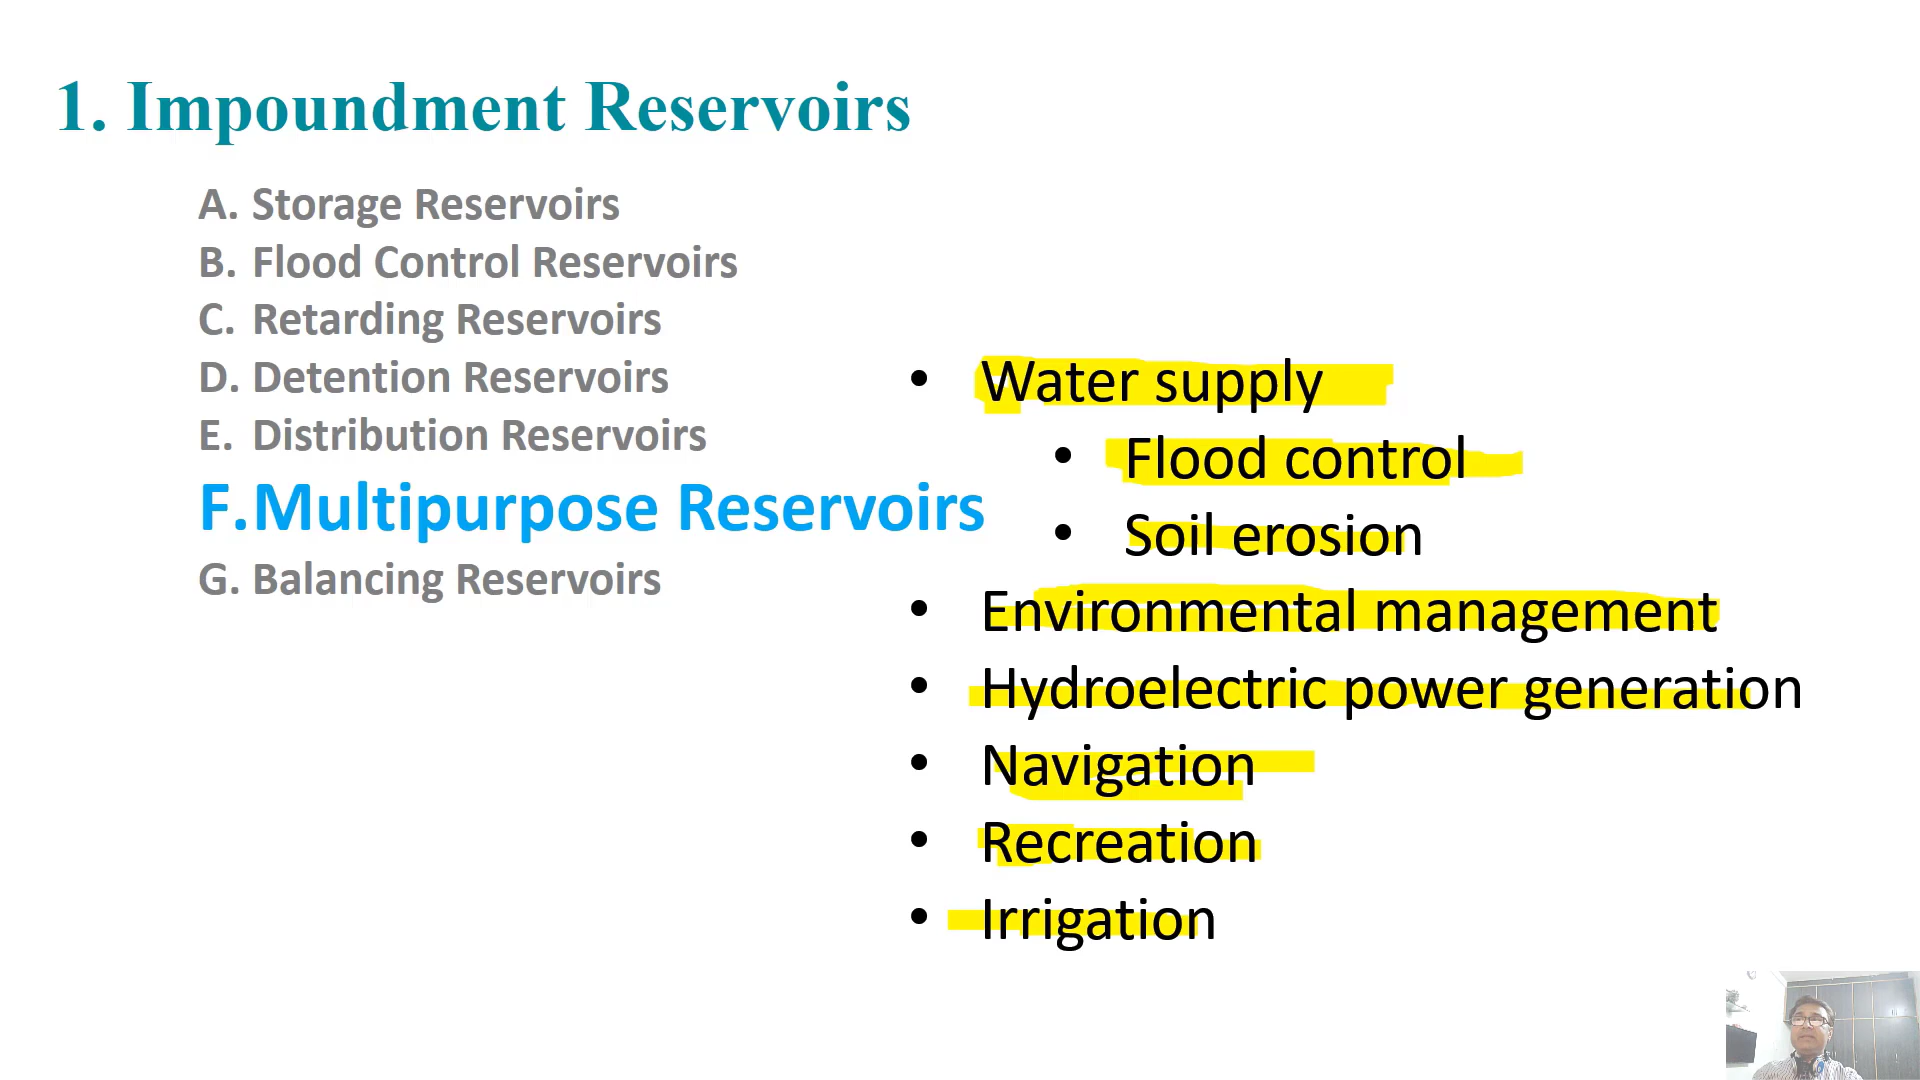 1. Impoundment Reservoirs
A. Storage Reservoirs
B. Flood Control Reservoirs
C. Retarding Reservoirs
D. Detention Reservoirs
E. Distribution Reservoirs
F.Multipurpose Reservoirs
G. Balancing Reservoirs
• Water supply
• Flood control
• Soil erosion
• Environmental management
• Hydroelectric power generation
• Navigation
• Recreation
• Irrigation